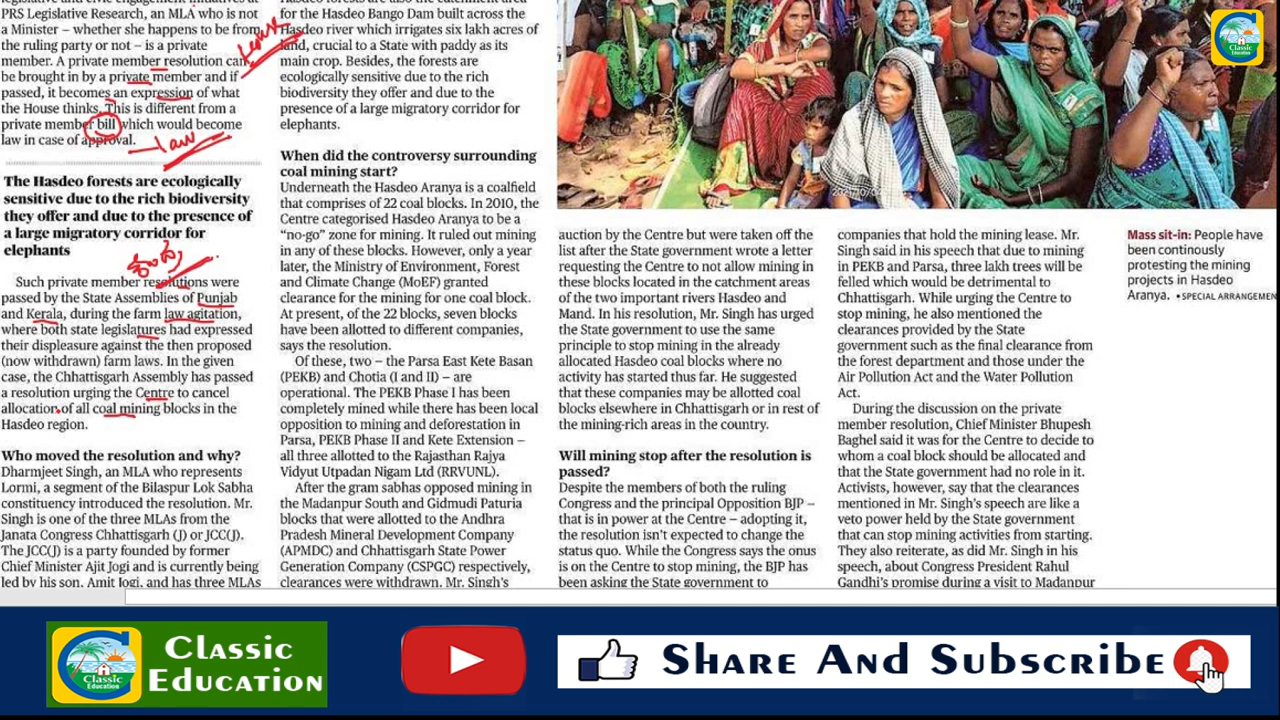 legislative and civic engagement initiatives at
PRS Legislative Research, an MLA who is not
a Minister – whether she happens to be from
the ruling party or not – is a private
member. A private member resolution can
be brought in by a private member and if
passed, it becomes an expression of what
the House thinks. This is different from a
private member bill which would become
law in case of approval.
law
The Hasdeo forests are ecologically
sensitive due to the rich biodiversity
they offer and due to the presence of
a large migratory corridor for
elephants
Such private member resolutions were
passed by the State Assemblies of Punjab
and Kerala, during the farm law agitation,
where both state legislatures had expressed
their displeasure against the then proposed
(now withdrawn) farm laws. In the given
case, the Chhattisgarh Assembly has passed
a resolution urging the Centre to cancel
allocation of all coal mining blocks in the
Hasdeo region.
Who moved the resolution and why?
Dharmjeet Singh, an MLA who represents
Lormi, a segment of the Bilaspur Lok Sabha
constituency introduced the resolution. Mr.
Singh is one of the three MLAs from the
Janata Congress Chhattisgarh (J) or JCC(J).
The JCC(J) is a party founded by former
Chief Minister Ajit Jogi and is currently being
led by his son, Amit Jogi, and has three MLAs
Hasdeo forests are also the catchment area
for the Hasdeo Bango Dam built across the
Hasdeo river which irrigates six lakh acres of
land, crucial to a State with paddy as its
main crop. Besides, the forests are
ecologically sensitive due to the rich
biodiversity they offer and due to the
presence of a large migratory corridor for
elephants.
When did the controversy surrounding
coal mining start?
Underneath the Hasdeo Aranya is a coalfield
that comprises of 22 coal blocks. In 2010, the
Centre categorised Hasdeo Aranya to be a
“no-go” zone for mining. It ruled out mining
in any of these blocks. However, only a year
later, the Ministry of Environment, Forest
and Climate Change (MoEF) granted
clearance for the mining for one coal block.
At present, of the 22 blocks, seven blocks
have been allotted to different companies,
says the resolution.
Of these, two – the Parsa East Kete Basan
(PEKB) and Chotia (I and II) – are
operational. The PEKB Phase I has been
completely mined while there has been local
opposition to mining and deforestation in
Parsa, PEKB Phase II and Kete Extension –
all three allotted to the Rajasthan Rajya
Vidyut Utpadan Nigam Ltd (RRVUNL).
After the gram sabhas opposed mining in
the Madanpur South and Gidmudi Paturia
blocks that were allotted to the Andhra
Pradesh Mineral Development Company
(APMDC) and Chhattisgarh State Power
Generation Company (CSPGC) respectively,
clearances were withdrawn. Mr. Singh’s
auction by the Centre but were taken off the
list after the State government wrote a letter
requesting the Centre to not allow mining in
these blocks located in the catchment areas
of the two important rivers Hasdeo and
Mand. In his resolution, Mr. Singh has urged
the State government to use the same
principle to stop mining in the already
allocated Hasdeo coal blocks where no
activity has started thus far. He suggested
that these companies may be allotted coal
blocks elsewhere in Chhattisgarh or in rest of
the mining-rich areas in the country.
Will mining stop after the resolution is
passed?
Despite the members of both the ruling
Congress and the principal Opposition BJP –
that is in power at the Centre – adopting it,
the resolution isn’t expected to change the
status quo. While the Congress says the onus
is on the Centre to stop mining, the BJP has
been asking the State government to
companies that hold the mining lease. Mr.
Singh said in his speech that due to mining
in PEKB and Parsa, three lakh trees will be
felled which would be detrimental to
Chhattisgarh. While urging the Centre to
stop mining, he also mentioned the
clearances provided by the State
government such as the final clearance from
the forest department and those under the
Air Pollution Act and the Water Pollution
Act.
During the discussion on the private
member resolution, Chief Minister Bhupesh
Baghel said it was for the Centre to decide to
whom a coal block should be allocated and
that the State government had no role in it.
Activists, however, say that the clearances
mentioned in Mr. Singh’s speech are like a
veto power held by the State government
that can stop mining activities from starting.
They also reiterate, as did Mr. Singh in his
speech, about Congress President Rahul
Gandhi’s promise during a visit to Madanpur
Mass sit-in: People have
been continously
protesting the mining
projects in Hasdeo
Aranya. • SPECIAL ARRANGEMEN
Classic
Education
Classic
Education
Classic
Education
Share And Subscribe